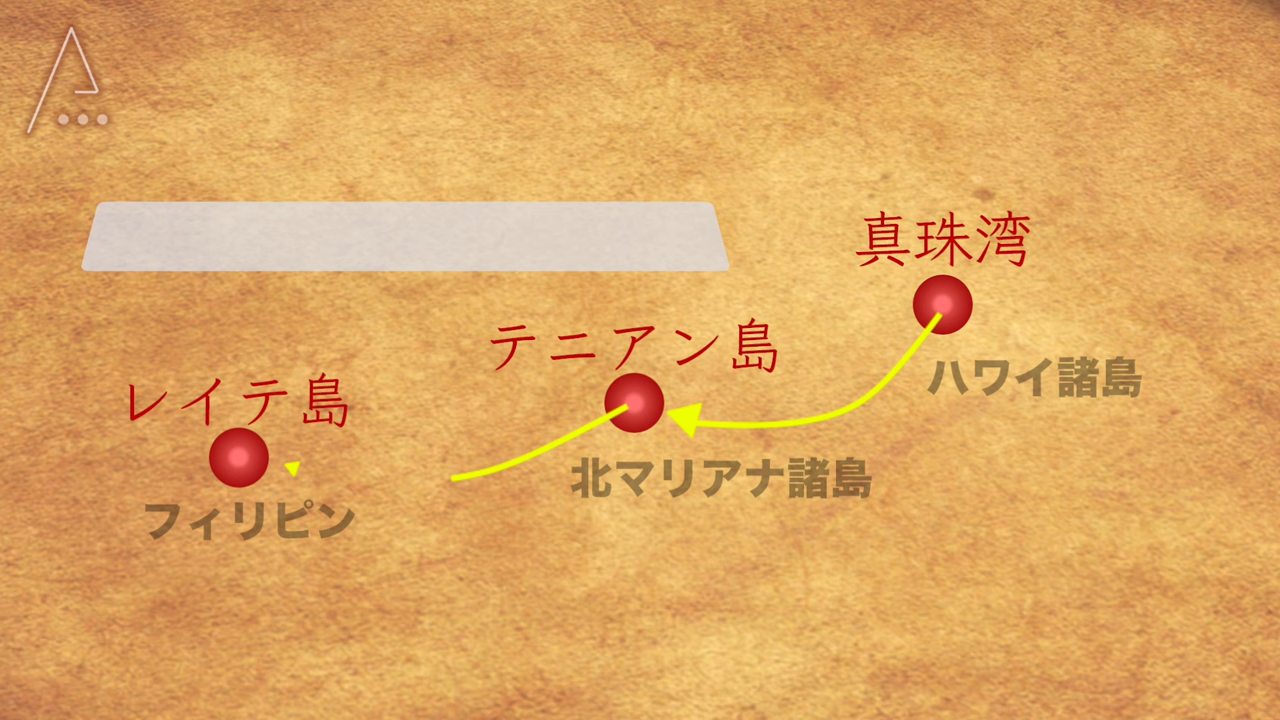 真珠湾
テニアン島
ハワイ諸島
レイテ島
北マリアナ諸島
フィリピン